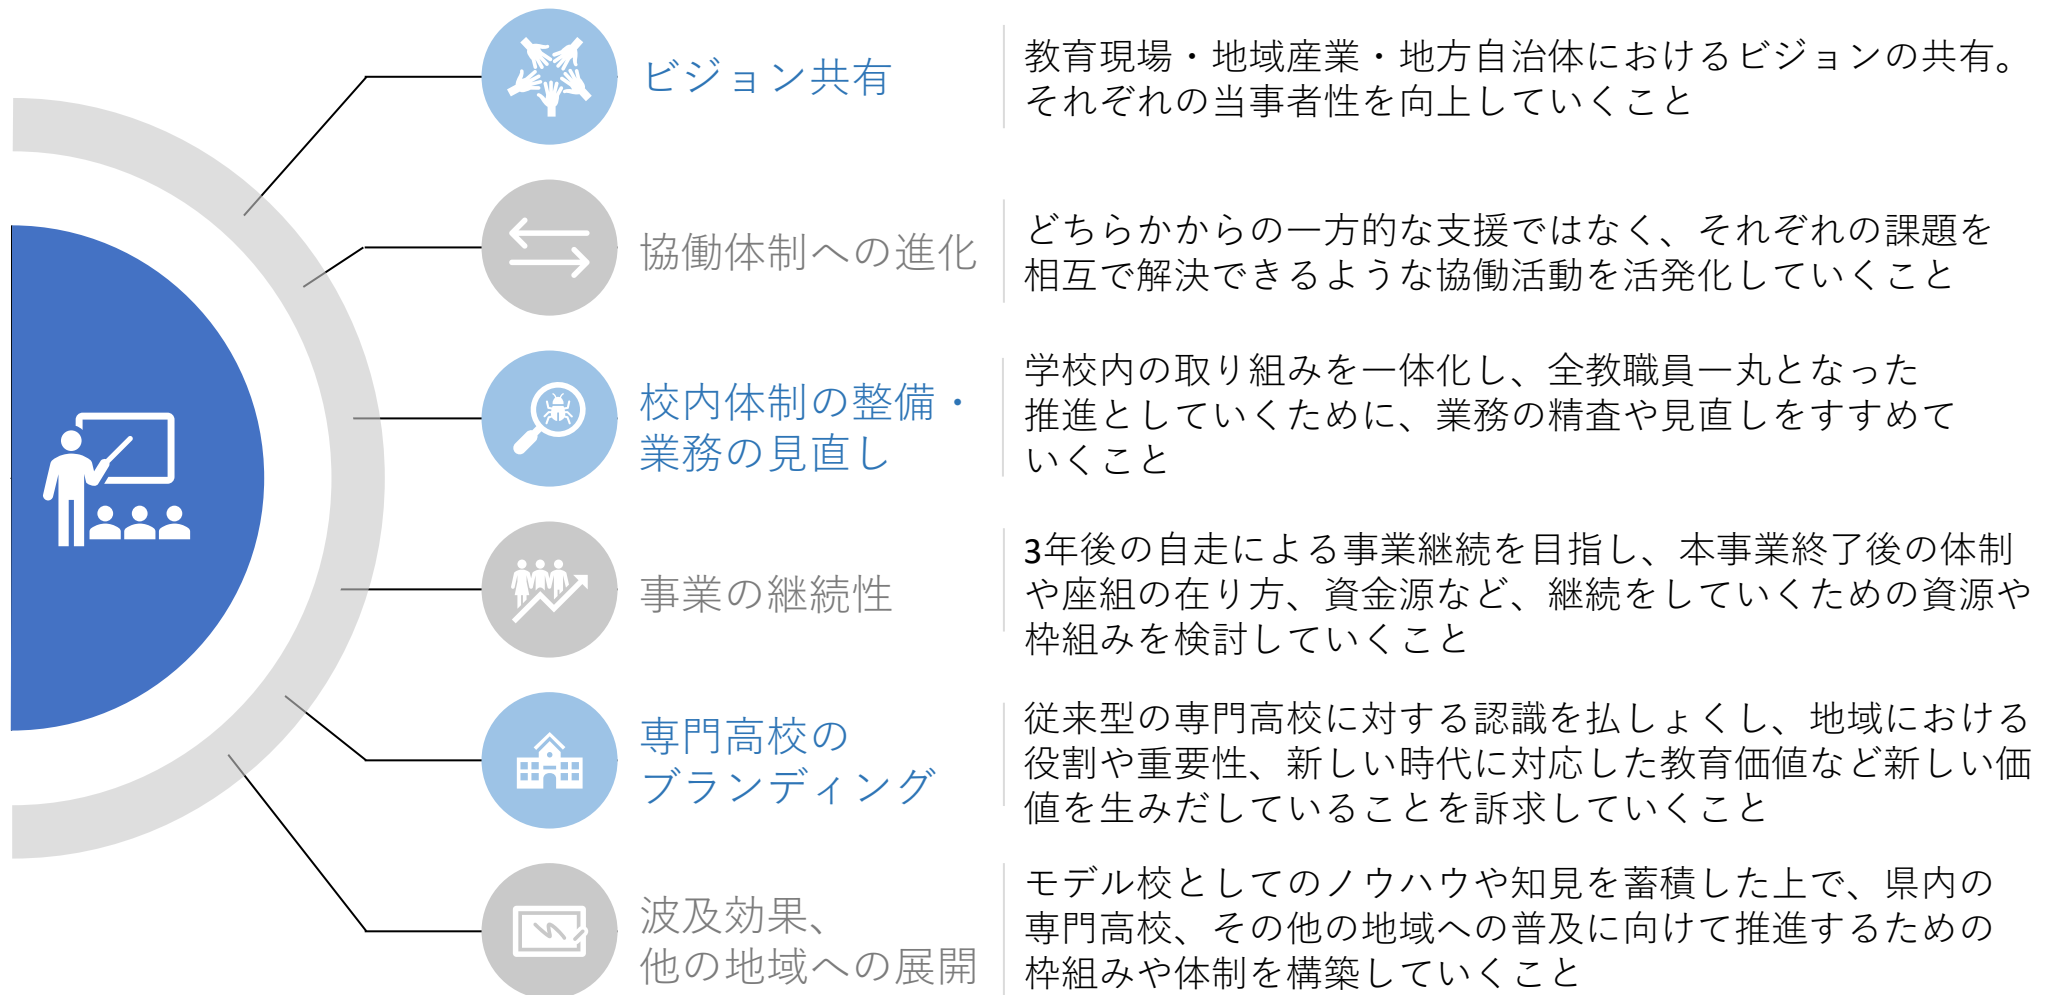 ビジョン共有
教育現場・地域産業・地方自治体におけるビジョンの共有。
それぞれの当事者性を向上していくこと
協働体制への進化
どちらかからの一方的な支援ではなく、それぞれの課題を
相互で解決できるような協働活動を活発化していくこと
校内体制の整備・
業務の見直し
学校内の取り組みを一体化し、全教職員一丸となった
推進としていくために、業務の精査や見直しをすすめて
いくこと
事業の継続性
3年後の自走による事業継続を目指し、本事業終了後の体制
や座組の在り方、資金源など、継続をしていくための資源や
枠組みを検討していくこと
専門高校の
ブランディング
従来型の専門高校に対する認識を払しょくし、地域における
役割や重要性、新しい時代に対応した教育価値など新しい価
値を生みだしていることを訴求していくこと
波及効果、
他の地域への展開
モデル校としてのノウハウや知見を蓄積した上で、県内の
専門高校、その他の地域への普及に向けて推進するための
枠組みや体制を構築していくこと